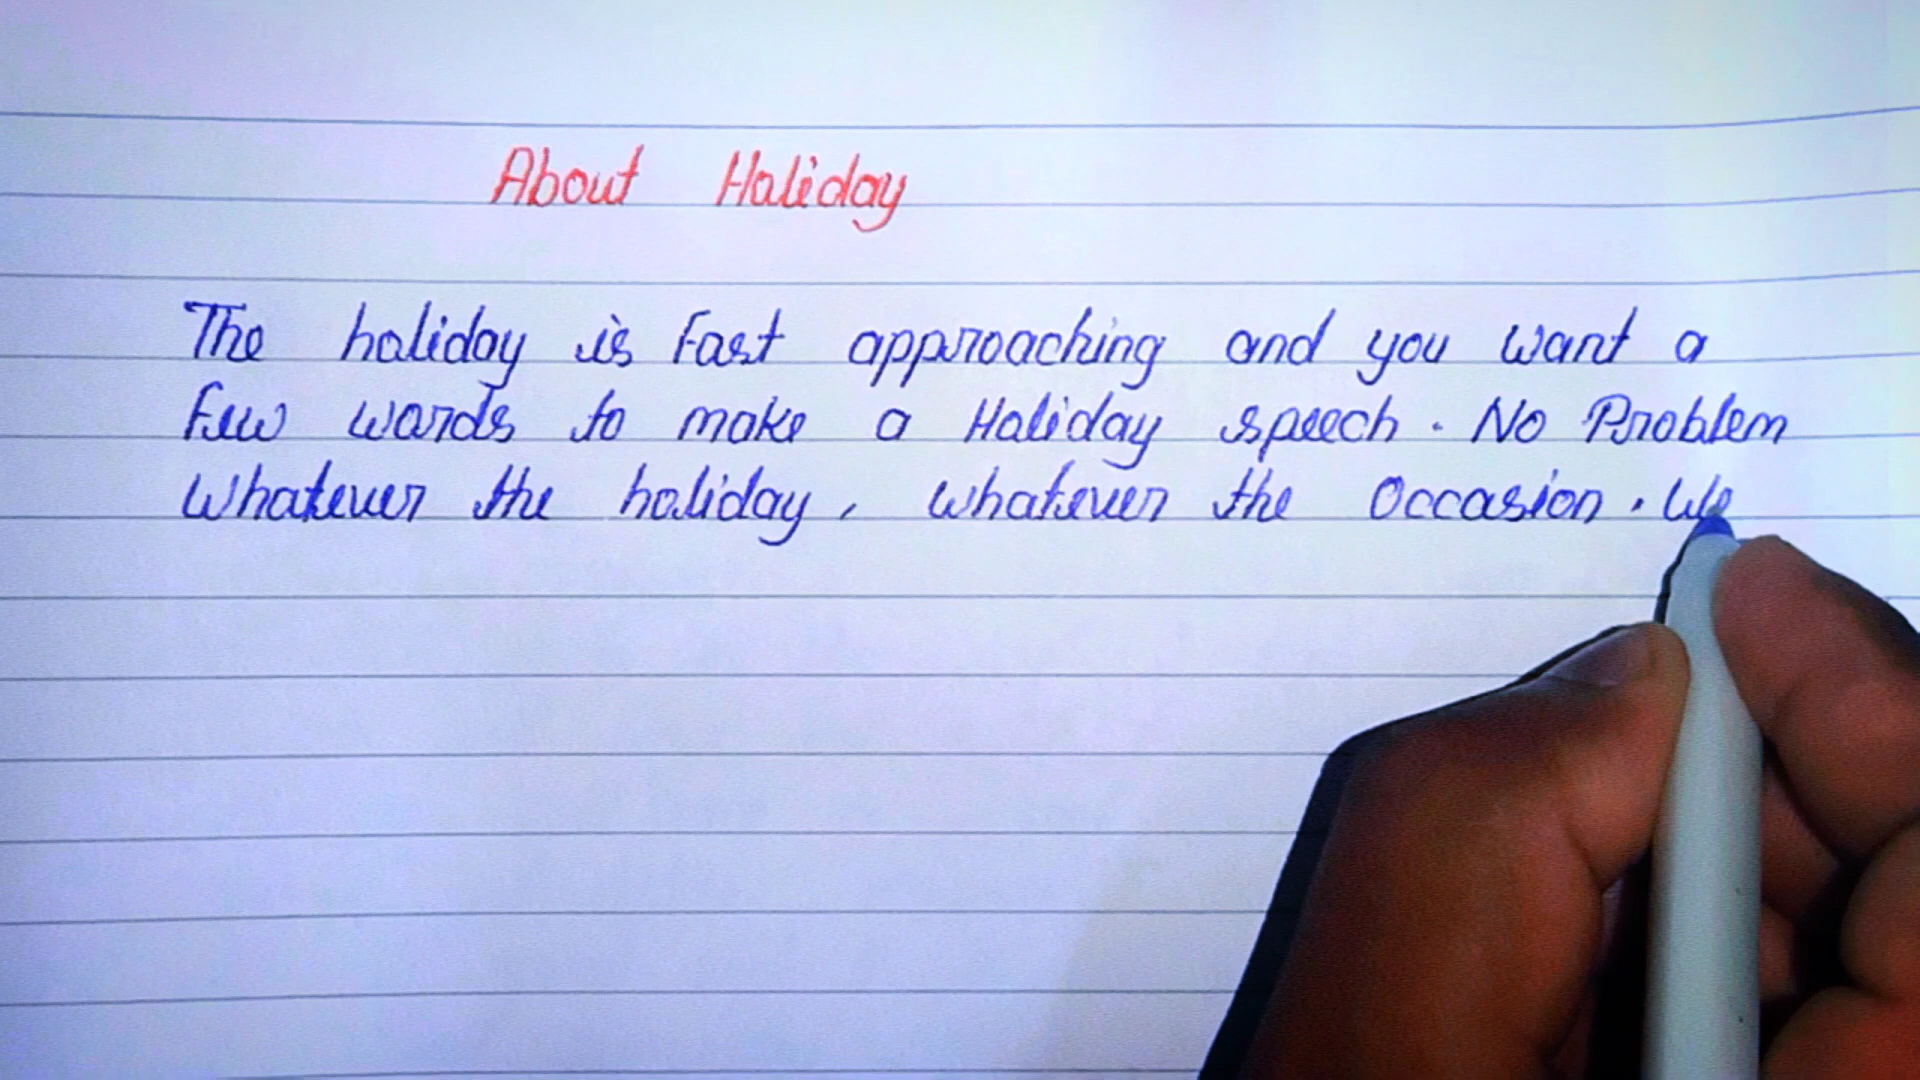 About Haliday
The haliday is Fast approaching and you want a
Few words to make a Haliday speech. No Problem
Whatever the haliday, whatever the Occasion. We